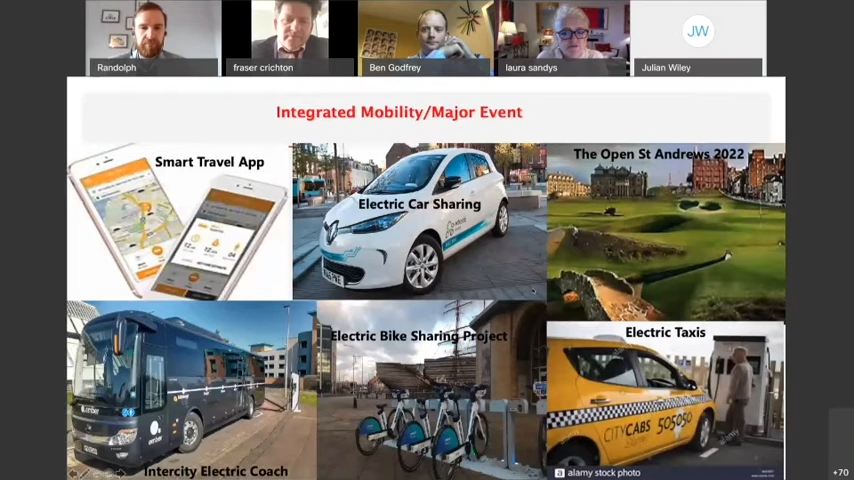 JW
Randolph
fraser crichton
Ben Godfrey
laura sandys
Julian Wiley
Integrated Mobility/Major Event
Smart Travel App
Electric Car Sharing
The Open St Andrews 2022
Electric Bike Sharing Project
Electric Taxis
CITYCABS 505050
Intercity Electric Coach
a alamy stock photo
+70